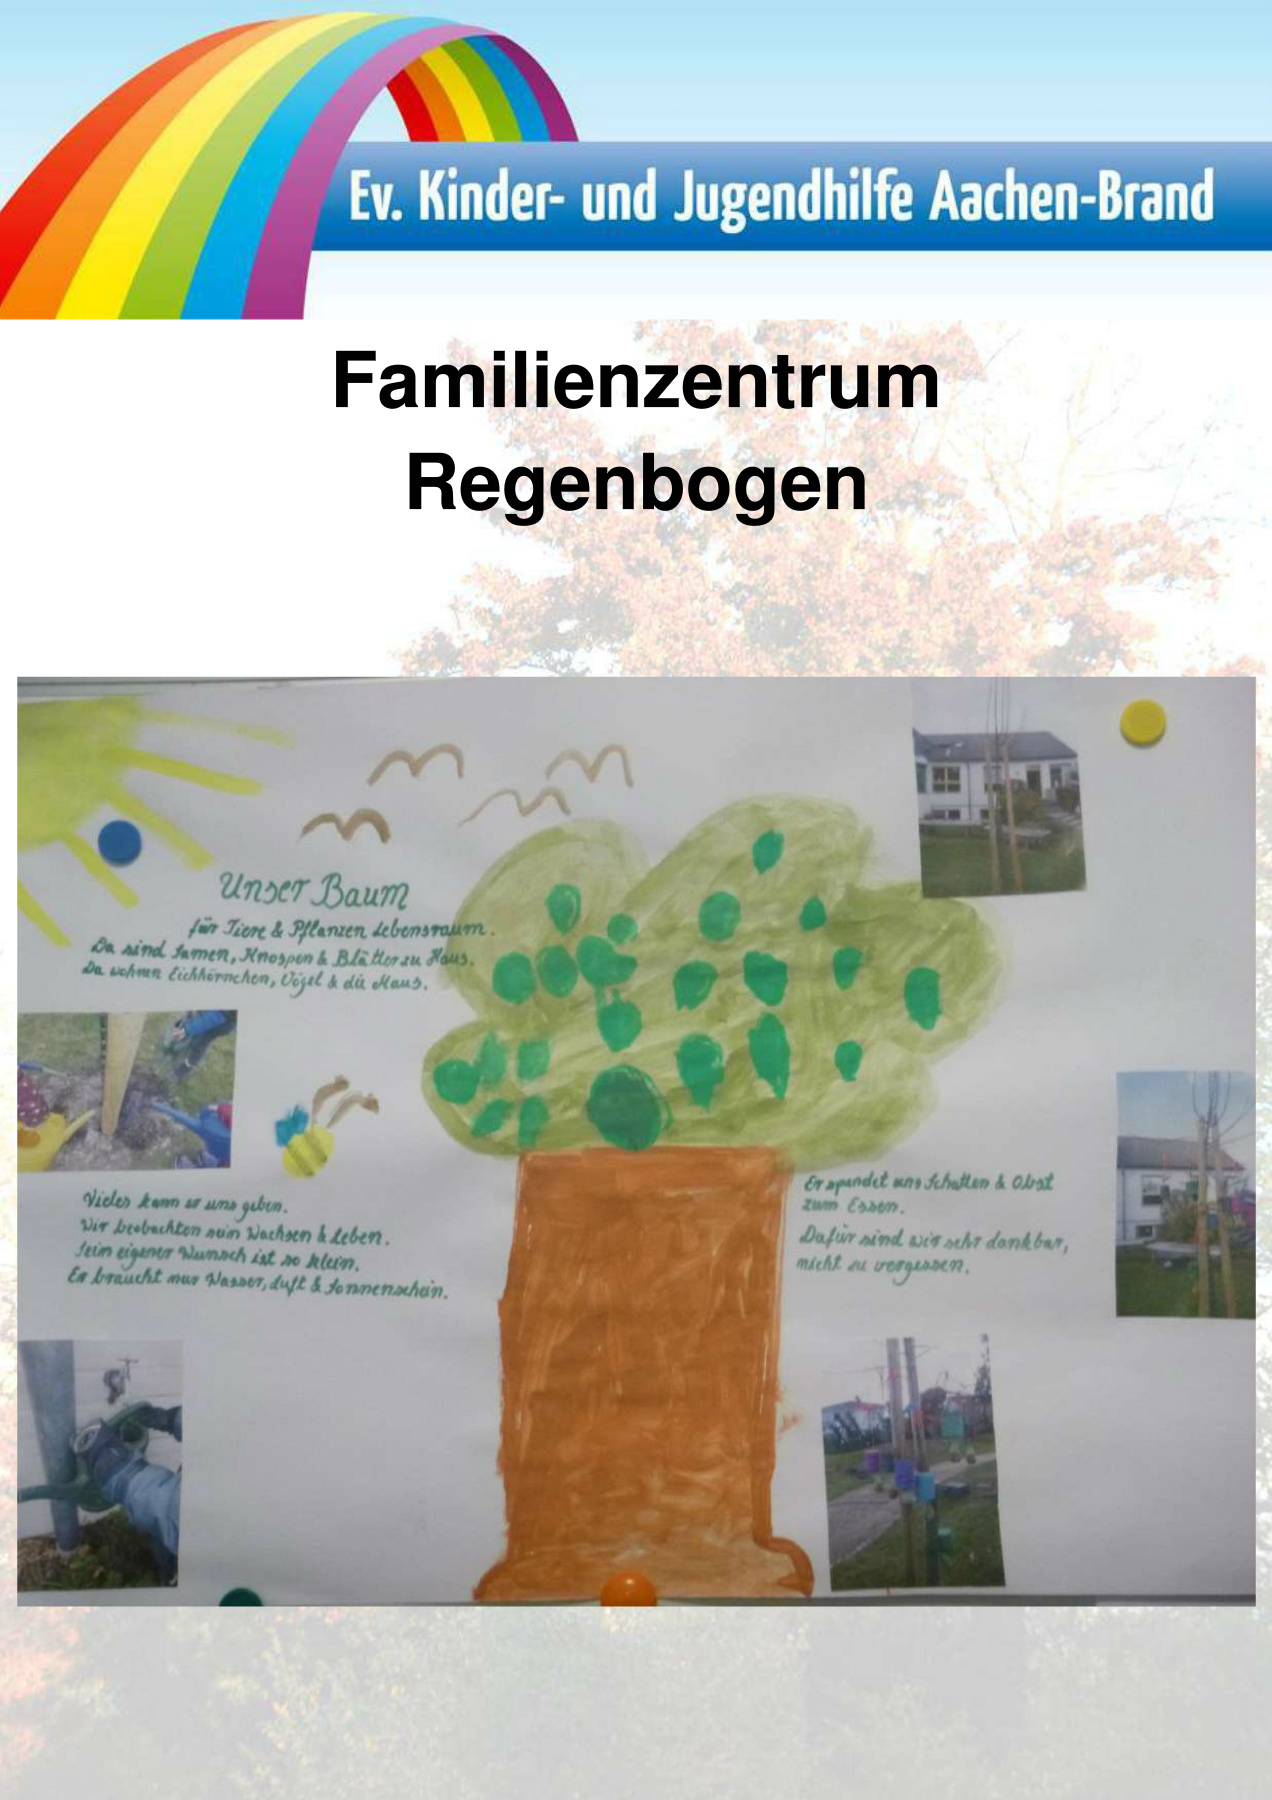 Ev. Kinder- und Jugendhilfe Aachen-Brand
Familienzentrum
Regenbogen
Unser Baum
für Tiere & Pflanzen Lebensraum.
Da sind Samen, Knospen & Blätter zu Haus.
Da wohnen Eichhörnchen, Vögel & die Maus.
Vieles kann er uns geben.
Wir beobachten sein Wachsen & Leben.
Sein eigener Wunsch ist so klein.
Er braucht nur Wasser, Luft & Sonnenschein.
Er spendet uns Schatten & Obst
zum Essen.
Dafür sind wir sehr dankbar,
nicht zu vergessen.